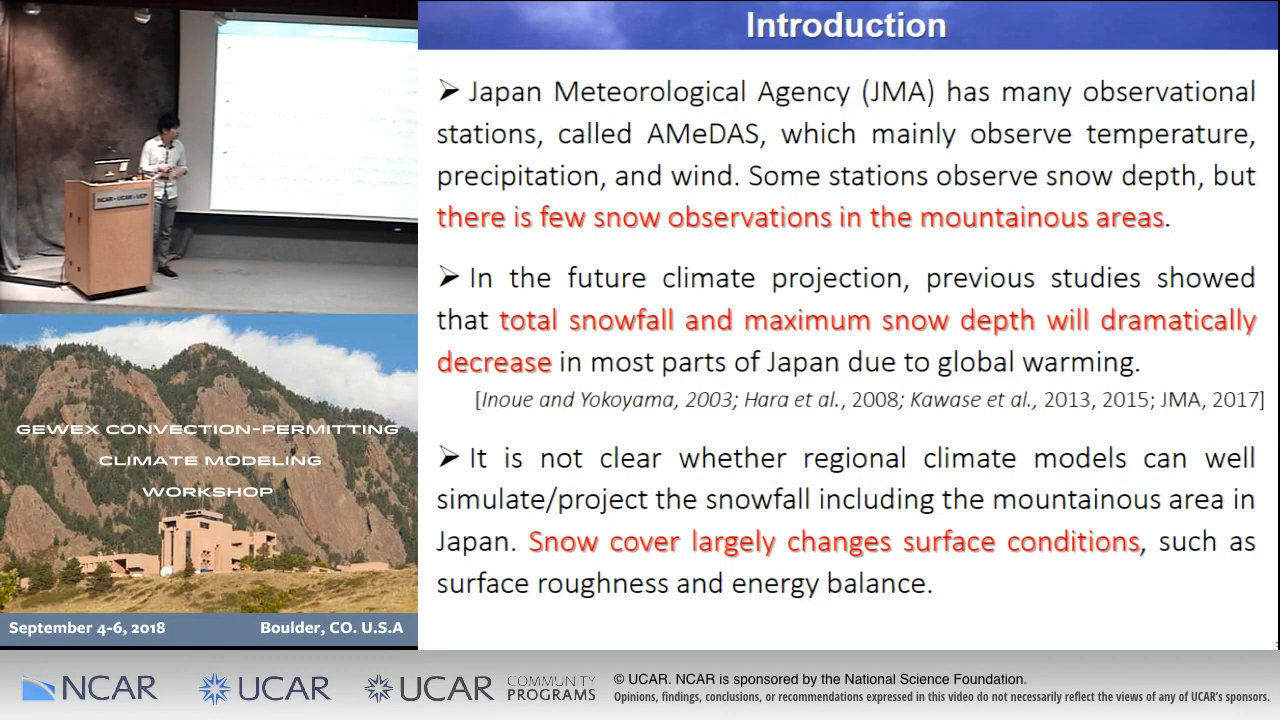 Introduction
➢ Japan Meteorological Agency (JMA) has many observational
stations, called AMeDAS, which mainly observe temperature,
precipitation, and wind. Some stations observe snow depth, but
there is few snow observations in the mountainous areas.
➢ In the future climate projection, previous studies showed
that total snowfall and maximum snow depth will dramatically
decrease in most parts of Japan due to global warming.
[Inoue and Yokoyama, 2003; Hara et al., 2008; Kawase et al., 2013, 2015; JMA, 2017]
➢ It is not clear whether regional climate models can well
simulate/project the snowfall including the mountainous area in
Japan. Snow cover largely changes surface conditions, such as
surface roughness and energy balance.
NCAR • UCAR • UCP
GEWEX CONVECTION-PERMITTING
CLIMATE MODELING
WORKSHOP
September 4-6, 2018
Boulder, CO. U.S.A
NCAR
UCAR
UCAR
COMMUNITY
PROGRAMS
© UCAR. NCAR is sponsored by the National Science Foundation.
Opinions, findings, conclusions, or recommendations expressed in this video do not necessarily reflect the views of any of UCAR's sponsors.